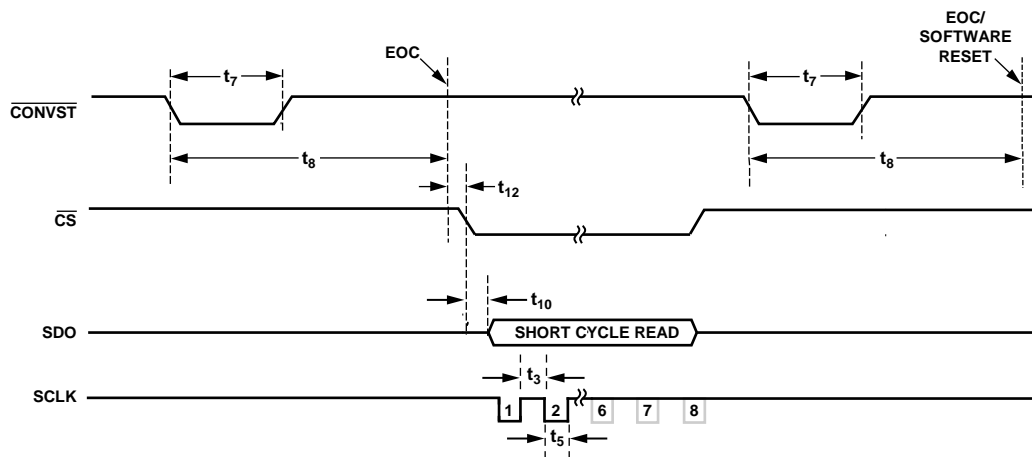 EOC
EOC/
SOFTWARE
RESET
t7
t7
CONVST
t8
t8
t12
CS
t10
SDO
SHORT CYCLE READ
t3
SCLK
1
2
6
7
8
t5